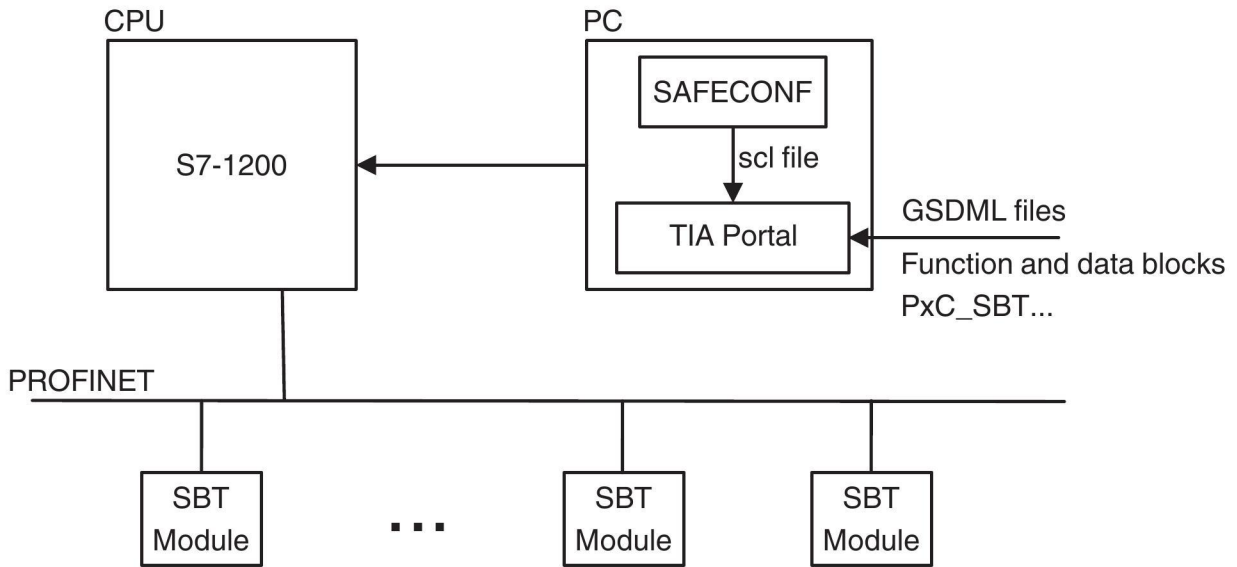 CPU
PC
S7-1200
SAFECONF
scl file
TIA Portal
GSDML files
Function and data blocks
PxC_SBT...
PROFINET
SBT
Module
...
SBT
Module
SBT
Module